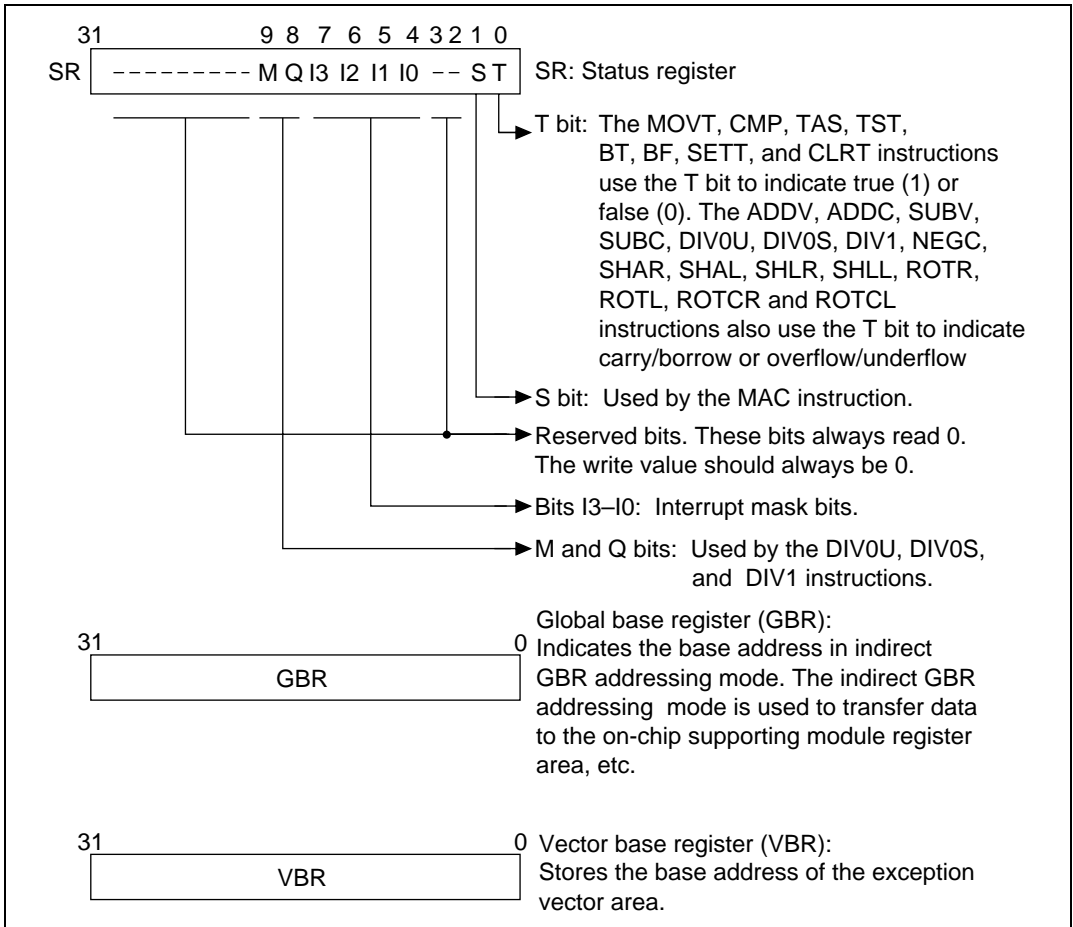 31 9 8 7 6 5 4 3 2 1 0
SR ---------- M Q I3 I2 I1 I0 -- S T SR: Status register
T bit: The MOVT, CMP, TAS, TST,
BT, BF, SETT, and CLRT instructions
use the T bit to indicate true (1) or
false (0). The ADDV, ADDC, SUBV,
SUBC, DIV0U, DIV0S, DIV1, NEGC,
SHAR, SHAL, SHLR, SHLL, ROTR,
ROTL, ROTCR and ROTCL
instructions also use the T bit to indicate
carry/borrow or overflow/underflow
S bit: Used by the MAC instruction.
Reserved bits. These bits always read 0.
The write value should always be 0.
Bits I3–I0: Interrupt mask bits.
M and Q bits: Used by the DIV0U, DIV0S,
and DIV1 instructions.
Global base register (GBR):
31 0 Indicates the base address in indirect
GBR GBR addressing mode. The indirect GBR
addressing mode is used to transfer data
to the on-chip supporting module register
area, etc.
31 0 Vector base register (VBR):
VBR Stores the base address of the exception
vector area.